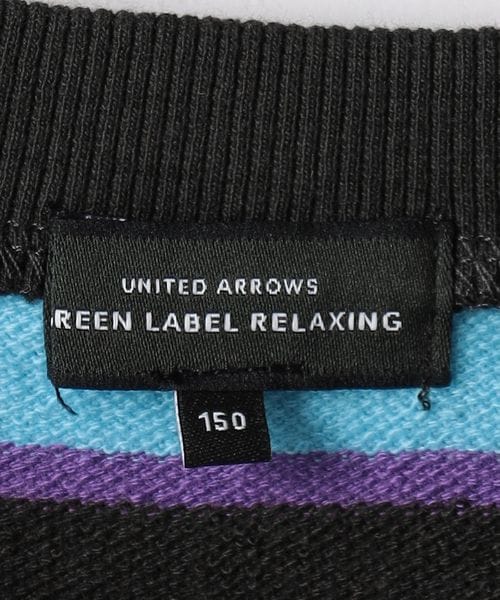 UNITED ARROWS
REEN LABEL RELAXING
150